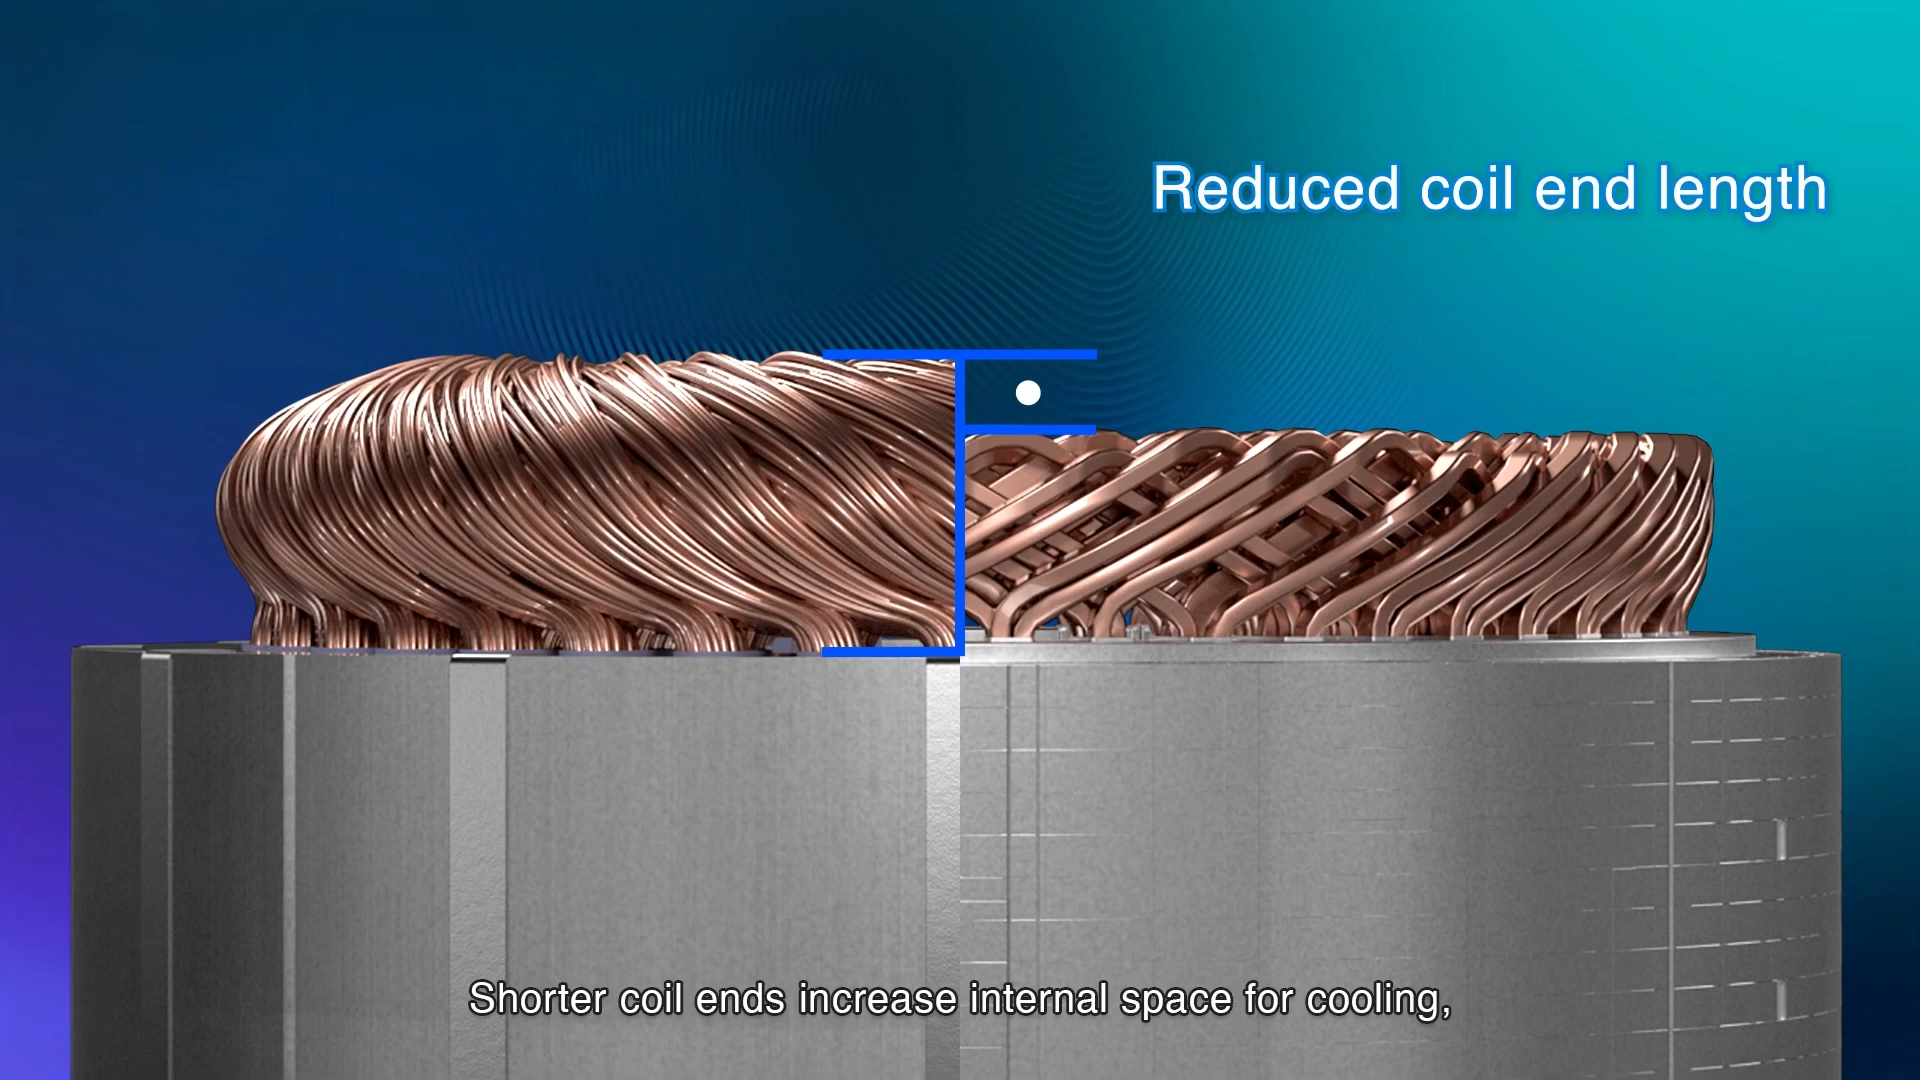 Reduced coil end length
Shorter coil ends increase internal space for cooling,